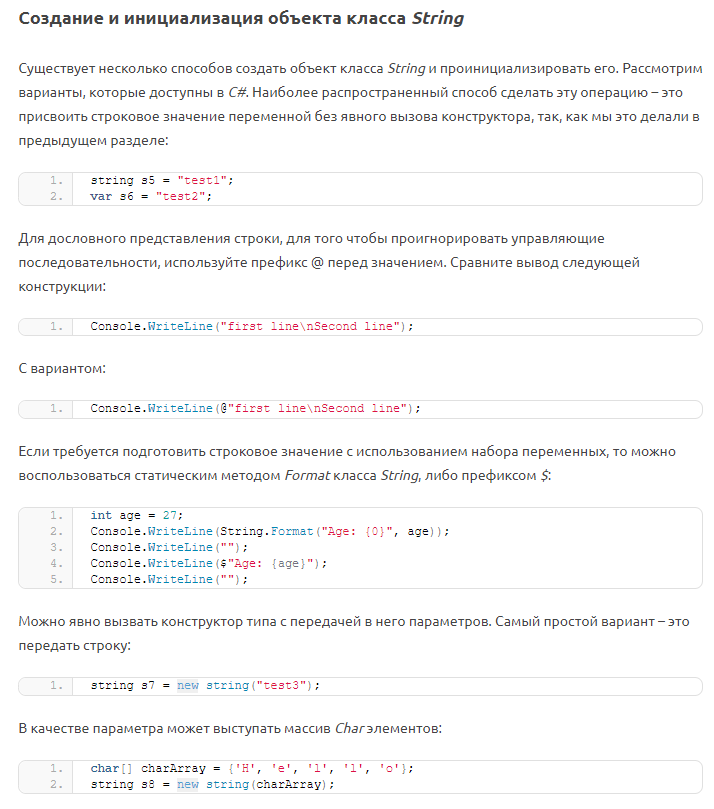 Создание и инициализация объекта класса String
Существует несколько способов создать объект класса String и проинициализировать его. Рассмотрим
варианты, которые доступны в C#. Наиболее распространенный способ сделать эту операцию – это
присвоить строковое значение переменной без явного вызова конструктора, так, как мы это делали в
предыдущем разделе:
1. string s5 = "test1";
2. var s6 = "test2";
Для дословного представления строки, для того чтобы проигнорировать управляющие
последовательности, используйте префикс @ перед значением. Сравните вывод следующей
конструкции:
1. Console.WriteLine("first line\nSecond line");
С вариантом:
1. Console.WriteLine(@"first line\nSecond line");
Если требуется подготовить строковое значение с использованием набора переменных, то можно
воспользоваться статическим методом Format класса String, либо префиксом $:
1. int age = 27;
2. Console.WriteLine(String.Format("Age: {0}", age));
3. Console.WriteLine("");
4. Console.WriteLine($"Age: {age}");
5. Console.WriteLine("");
Можно явно вызвать конструктор типа с передачей в него параметров. Самый простой вариант – это
передать строку:
1. string s7 = new string("test3");
В качестве параметра может выступать массив Char элементов:
1. char[] charArray = {'H', 'e', 'l', 'l', 'o'};
2. string s8 = new string(charArray);